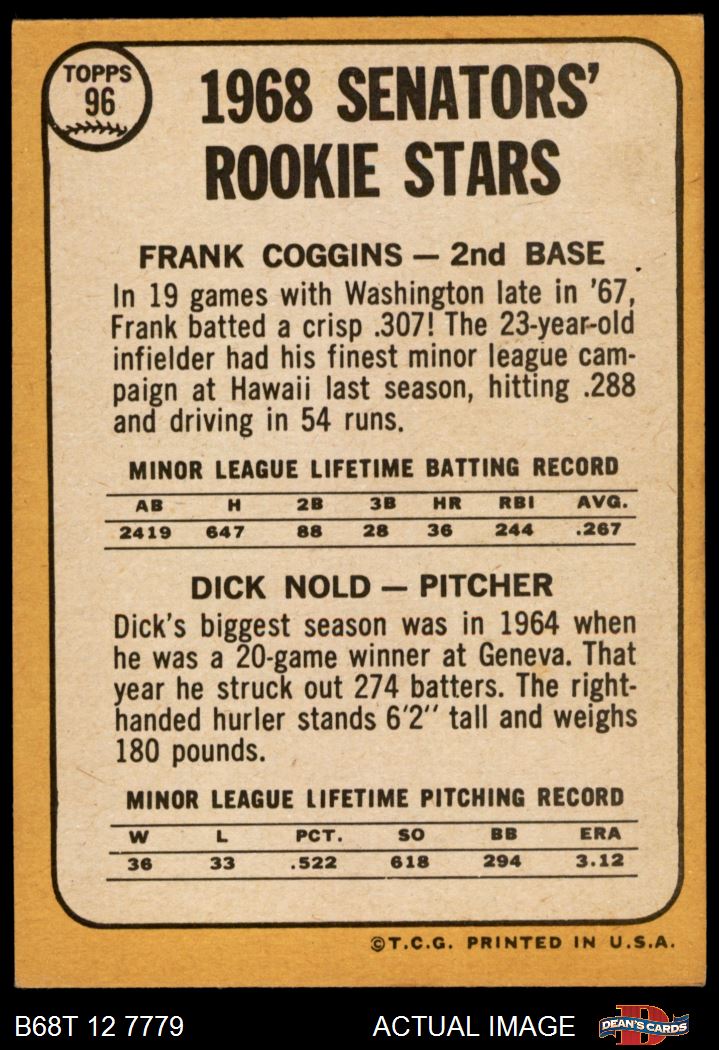 TOPPS
96
1968 SENATORS'
ROOKIE STARS
FRANK COGGINS — 2nd BASE
In 19 games with Washington late in '67,
Frank batted a crisp .307! The 23-year-old
infielder had his finest minor league cam-
paign at Hawaii last season, hitting .288
and driving in 54 runs.
MINOR LEAGUE LIFETIME BATTING RECORD
AB H 2B 3B HR RBI AVG.
2419 647 88 28 36 244 .267
DICK NOLD — PITCHER
Dick's biggest season was in 1964 when
he was a 20-game winner at Geneva. That
year he struck out 274 batters. The right-
handed hurler stands 6'2" tall and weighs
180 pounds.
MINOR LEAGUE LIFETIME PITCHING RECORD
W L PCT. SO BB ERA
36 33 .522 618 294 3.12
©T.C.G. PRINTED IN U.S.A.
B68T 12 7779 ACTUAL IMAGE D DEAN'S CARDS